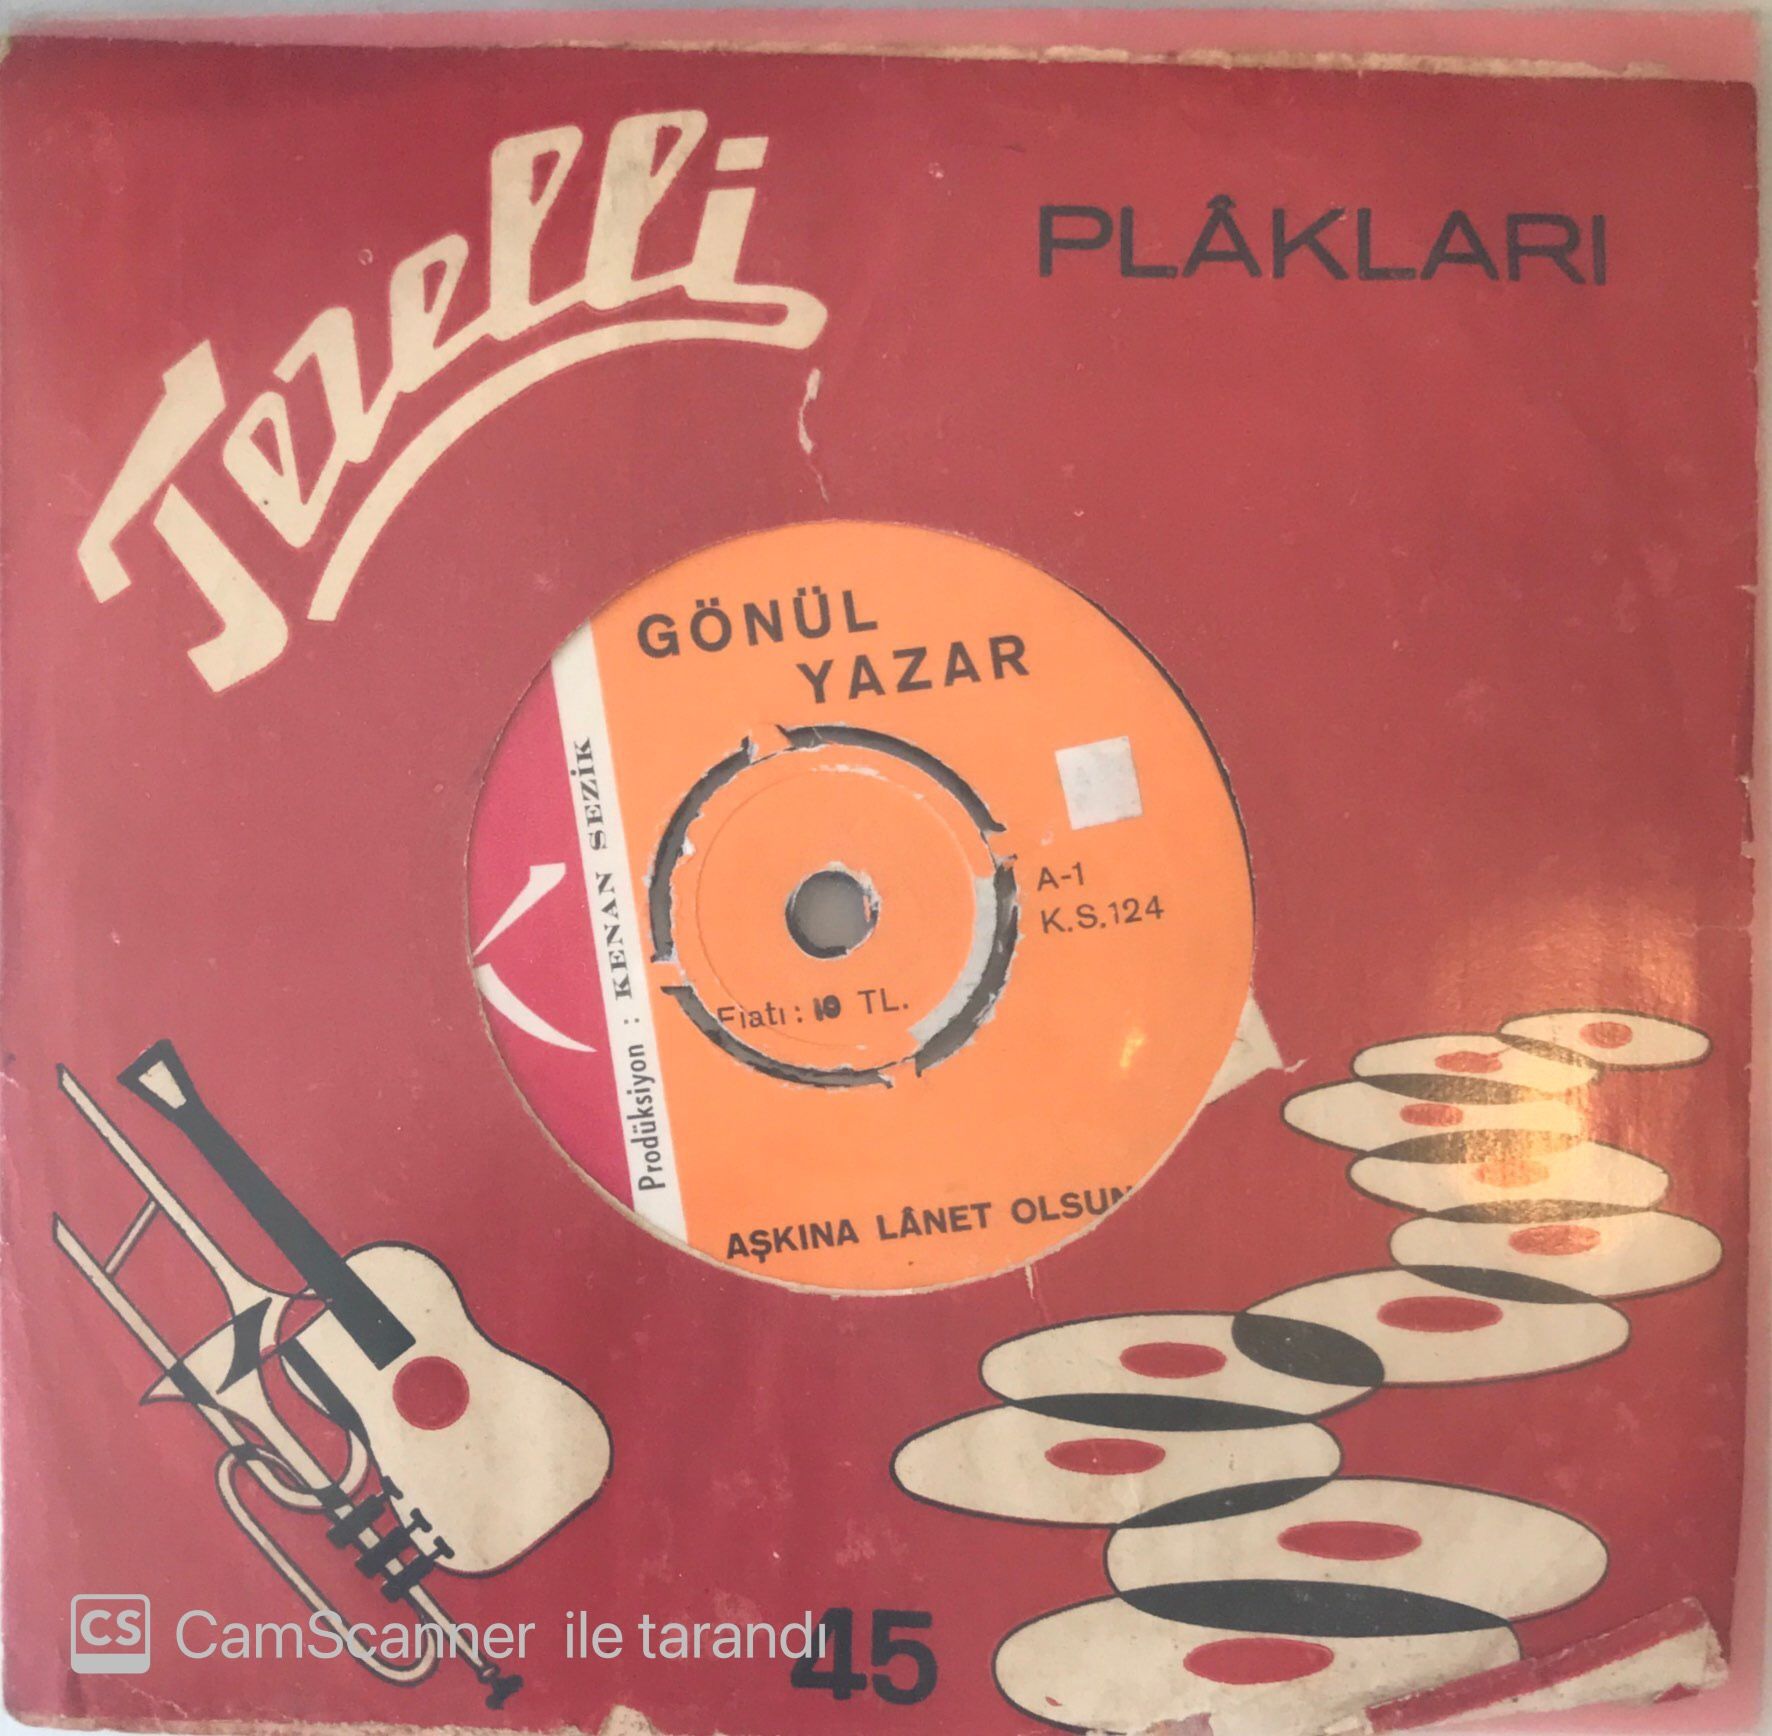 Tezelli
PLÂKLARI
GÖNÜL
YAZAR
Prodüksiyon : KENAN SEZİK
A-1
K.S.124
Fiatı : 19 TL.
AŞKINA LÂNET OLSUN
45
CS CamScanner ile tarandı